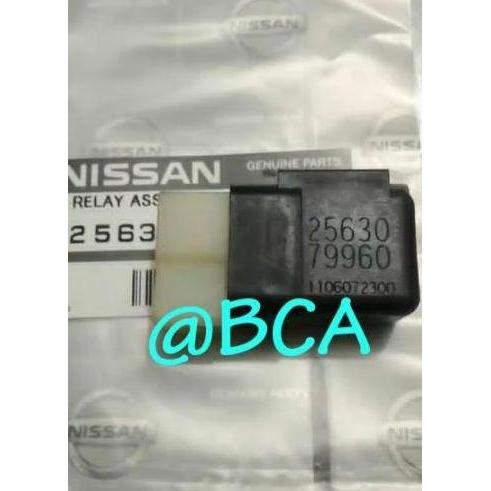 NISSAN
NISSAN
NISSAN
GENUINE PARTS
RELAY ASS
2563
25630
79960
1106072300
@BCA
NISSAN
NISSAN